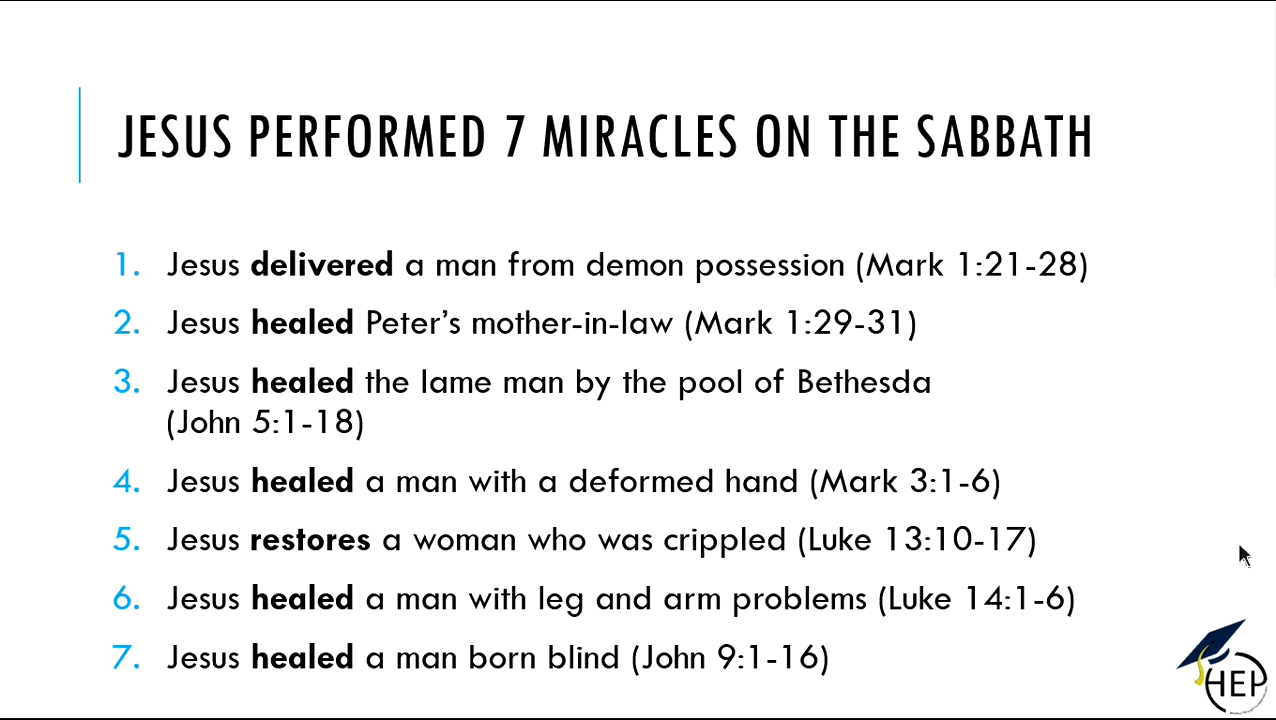 JESUS PERFORMED 7 MIRACLES ON THE SABBATH
1. Jesus delivered a man from demon possession (Mark 1:21-28)
2. Jesus healed Peter’s mother-in-law (Mark 1:29-31)
3. Jesus healed the lame man by the pool of Bethesda
(John 5:1-18)
4. Jesus healed a man with a deformed hand (Mark 3:1-6)
5. Jesus restores a woman who was crippled (Luke 13:10-17)
6. Jesus healed a man with leg and arm problems (Luke 14:1-6)
7. Jesus healed a man born blind (John 9:1-16)
HEP